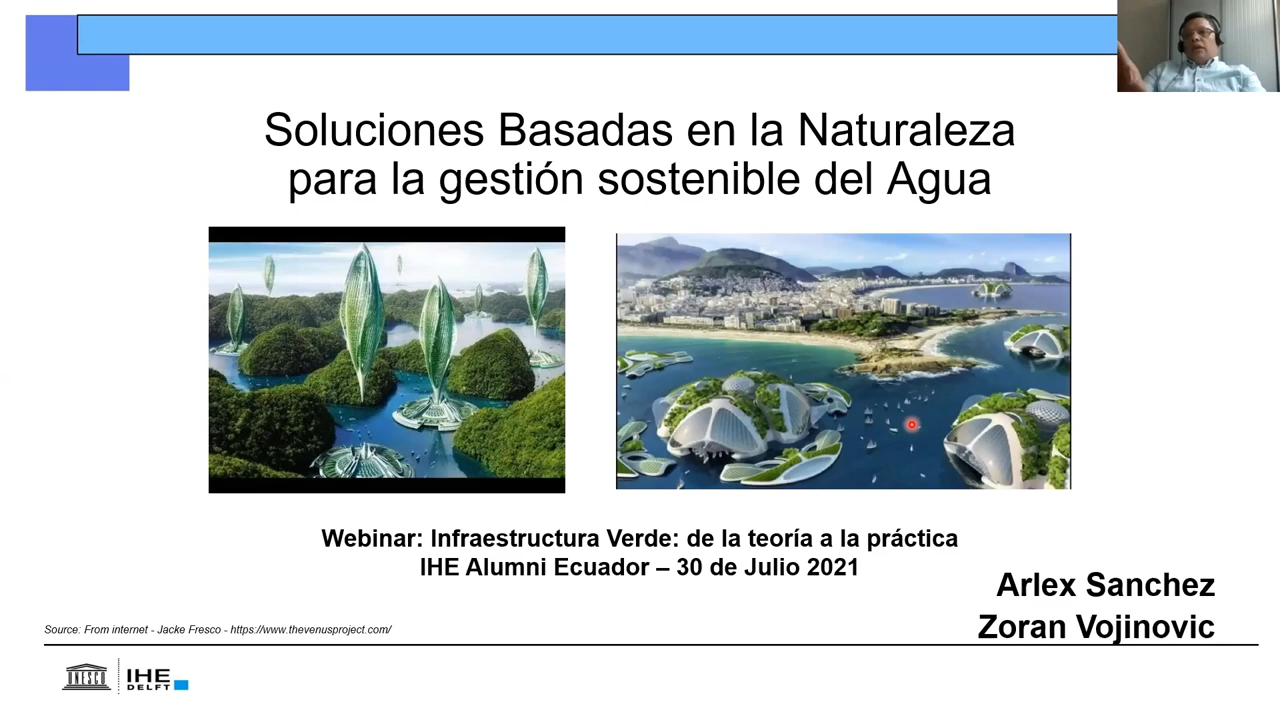 Soluciones Basadas en la Naturaleza
para la gestión sostenible del Agua
Webinar: Infraestructura Verde: de la teoría a la práctica
IHE Alumni Ecuador – 30 de Julio 2021
Arlex Sanchez
Zoran Vojinovic
Source: From internet - Jacke Fresco - https://www.thevenusproject.com/
UNESCO
IHE
DELFT